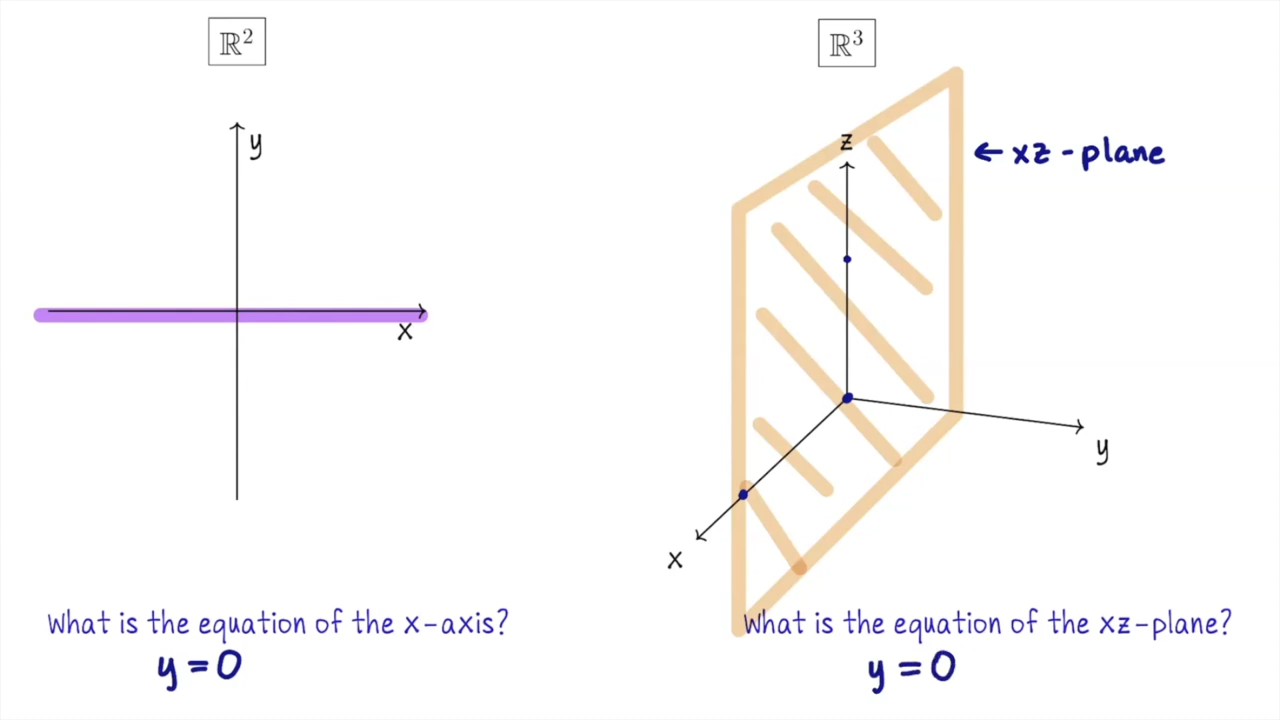 ℝ²
y
x
What is the equation of the x-axis?
y = 0
ℝ³
z
← xz-plane
y
x
What is the equation of the xz-plane?
y = 0